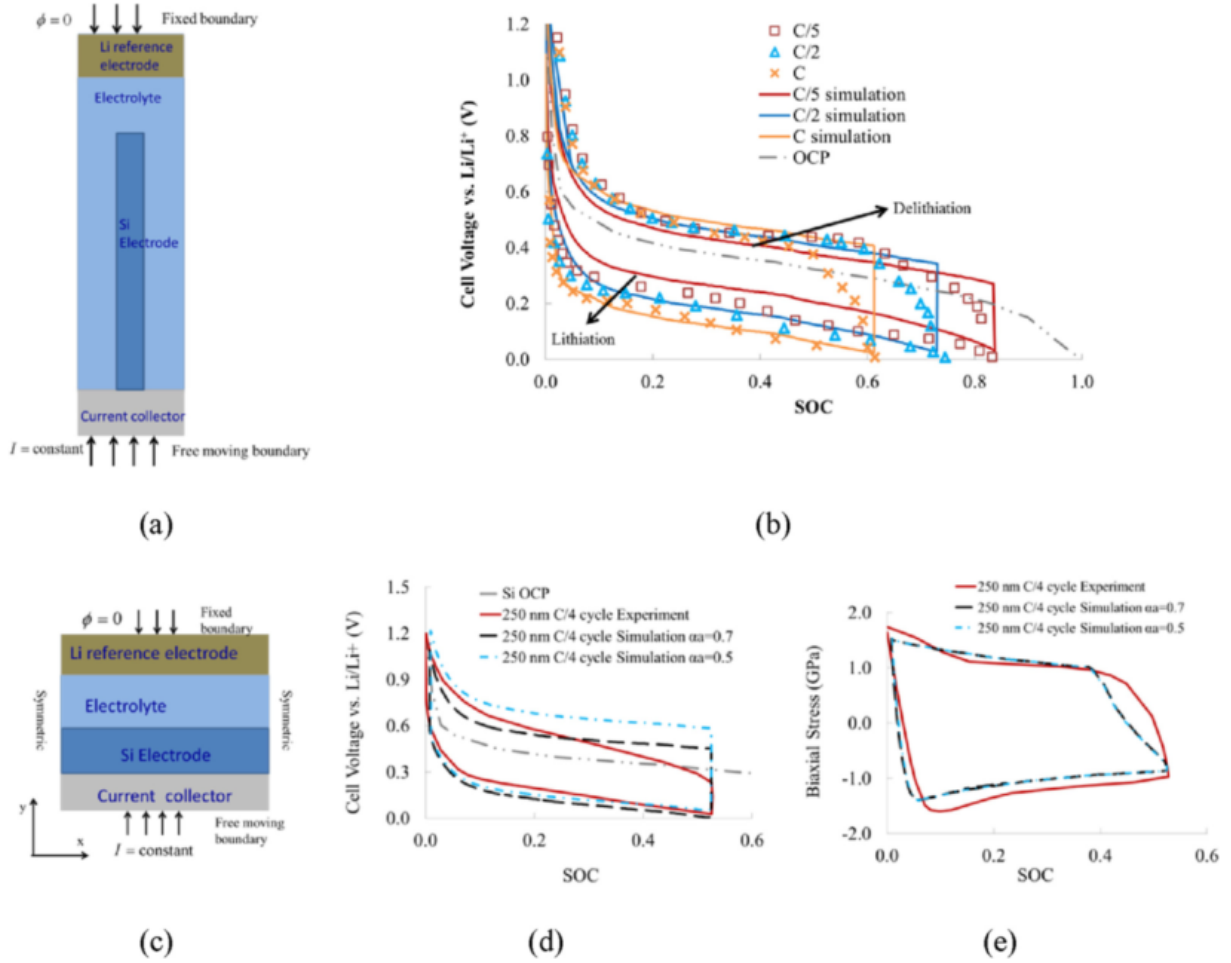 ϕ = 0
Fixed boundary
Li reference
electrode
Electrolyte
Si
Electrode
Current collector
I = constant
Free moving boundary
(a)
Cell Voltage vs. Li/Li⁺ (V)
1.2
1.0
0.8
0.6
0.4
0.2
0.0
C/5
C/2
C
C/5 simulation
C/2 simulation
C simulation
OCP
Delithiation
Lithiation
0.0 0.2 0.4 0.6 0.8 1.0
SOC
(b)
ϕ = 0
Fixed
boundary
Li reference electrode
Symmetric
Electrolyte
Symmetric
Si Electrode
Current collector
y
x
Free moving
boundary
I = constant
(c)
Cell Voltage vs. Li/Li+ (V)
1.5
1.2
0.9
0.6
0.3
0.0
Si OCP
250 nm C/4 cycle Experiment
250 nm C/4 cycle Simulation αa=0.7
250 nm C/4 cycle Simulation αa=0.5
0.0 0.2 0.4 0.6
SOC
(d)
Biaxial Stress (GPa)
2.0
1.0
0.0
-1.0
-2.0
250 nm C/4 cycle Experiment
250 nm C/4 cycle Simulation αa=0.7
250 nm C/4 cycle Simulation αa=0.5
0.0 0.2 0.4 0.6
SOC
(e)